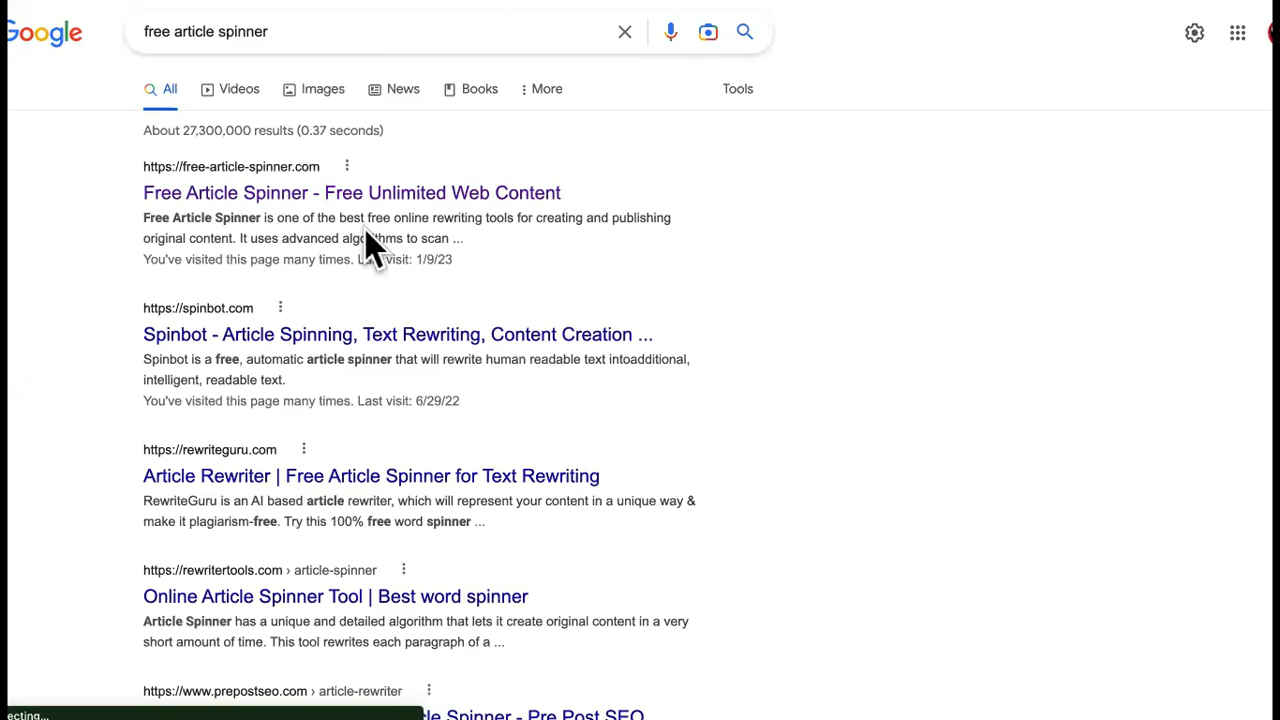 Google
free article spinner
All Videos Images News Books More Tools
About 27,300,000 results (0.37 seconds)
https://free-article-spinner.com
Free Article Spinner - Free Unlimited Web Content
Free Article Spinner is one of the best free online rewriting tools for creating and publishing
original content. It uses advanced algorithms to scan ...
You've visited this page many times. Last visit: 1/9/23
https://spinbot.com
Spinbot - Article Spinning, Text Rewriting, Content Creation ...
Spinbot is a free, automatic article spinner that will rewrite human readable text intoadditional,
intelligent, readable text.
You've visited this page many times. Last visit: 6/29/22
https://rewriteguru.com
Article Rewriter | Free Article Spinner for Text Rewriting
RewriteGuru is an AI based article rewriter, which will represent your content in a unique way &
make it plagiarism-free. Try this 100% free word spinner ...
https://rewritertools.com › article-spinner
Online Article Spinner Tool | Best word spinner
Article Spinner has a unique and detailed algorithm that lets it create original content in a very
short amount of time. This tool rewrites each paragraph of a ...
https://www.prepostseo.com › article-rewriter
Spinner - Pre Post SEO
ecting...